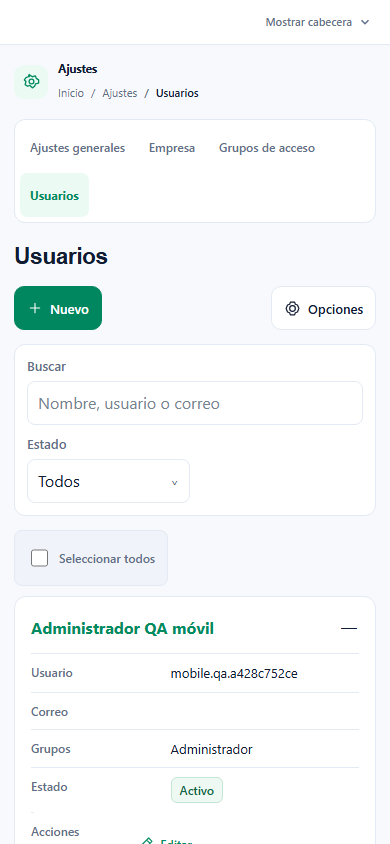 Mostrar cabecera
Ajustes
Inicio / Ajustes / Usuarios
Ajustes generales Empresa Grupos de acceso
Usuarios
Usuarios
+ Nuevo Opciones
Buscar
Nombre, usuario o correo
Estado
Todos
Seleccionar todos
Administrador QA móvil
Usuario mobile.qa.a428c752ce
Correo
Grupos Administrador
Estado Activo
Acciones Editar